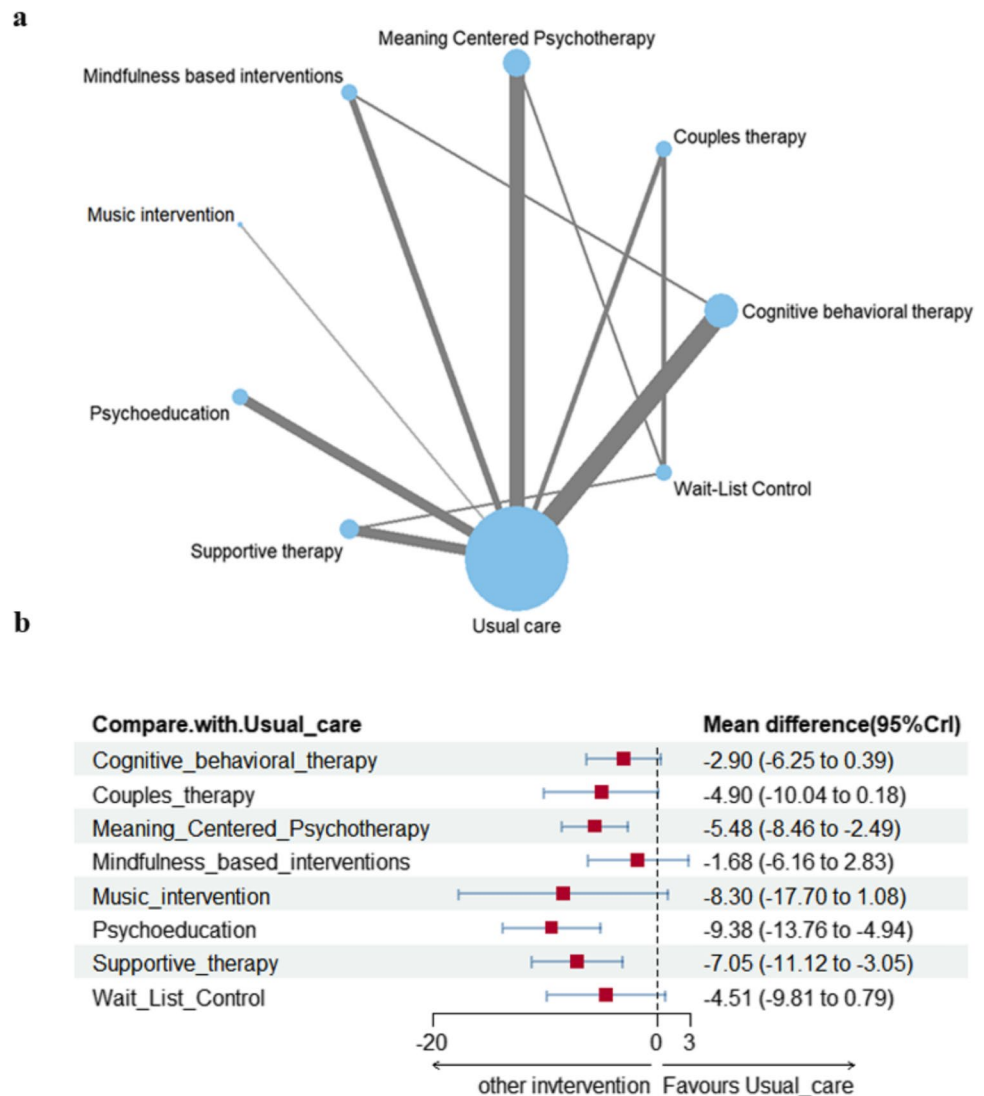 a
Meaning Centered Psychotherapy
Mindfulness based interventions
Couples therapy
Music intervention
Cognitive behavioral therapy
Psychoeducation
Wait-List Control
Supportive therapy
Usual care
b
Compare.with.Usual_care Mean difference(95%CrI)
Cognitive_behavioral_therapy -2.90 (-6.25 to 0.39)
Couples_therapy -4.90 (-10.04 to 0.18)
Meaning_Centered_Psychotherapy -5.48 (-8.46 to -2.49)
Mindfulness_based_interventions -1.68 (-6.16 to 2.83)
Music_intervention -8.30 (-17.70 to 1.08)
Psychoeducation -9.38 (-13.76 to -4.94)
Supportive_therapy -7.05 (-11.12 to -3.05)
Wait_List_Control -4.51 (-9.81 to 0.79)
-20 0 3
other invtervention Favours Usual_care